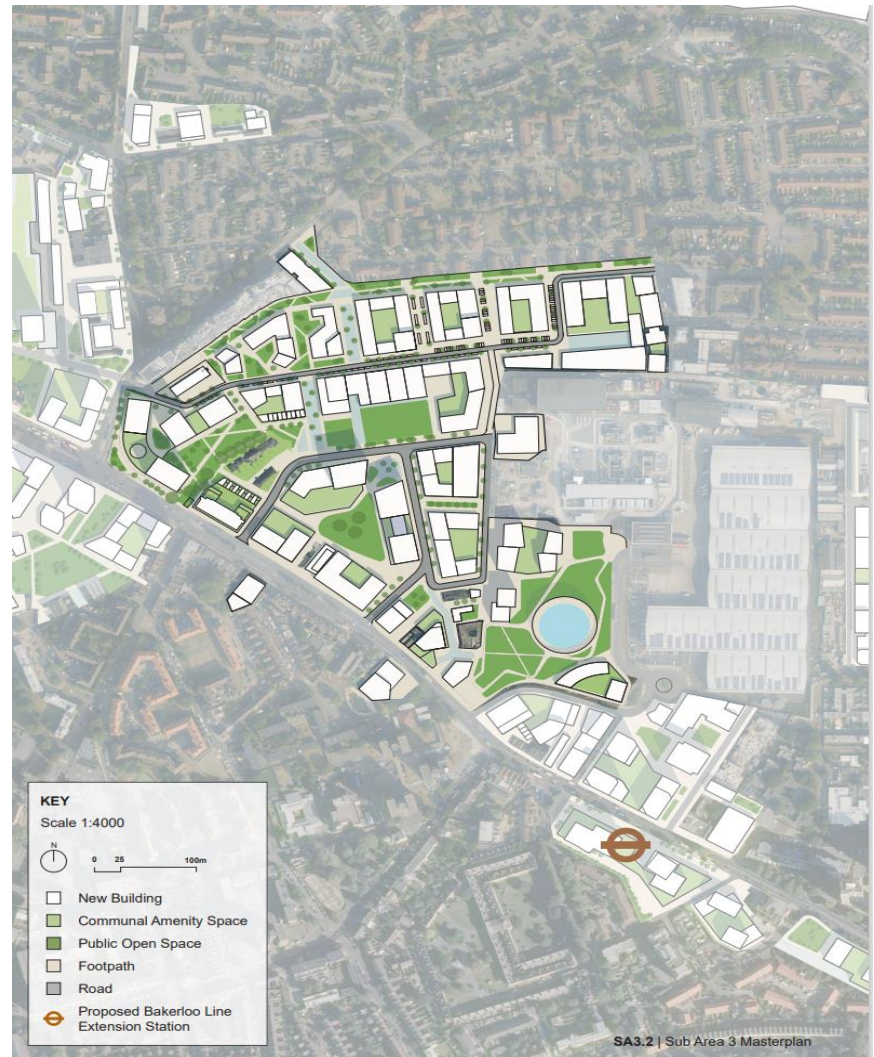 KEY
Scale 1:4000
N
0 25 100m
New Building
Communal Amenity Space
Public Open Space
Footpath
Road
Proposed Bakerloo Line
Extension Station
SA3.2 | Sub Area 3 Masterplan